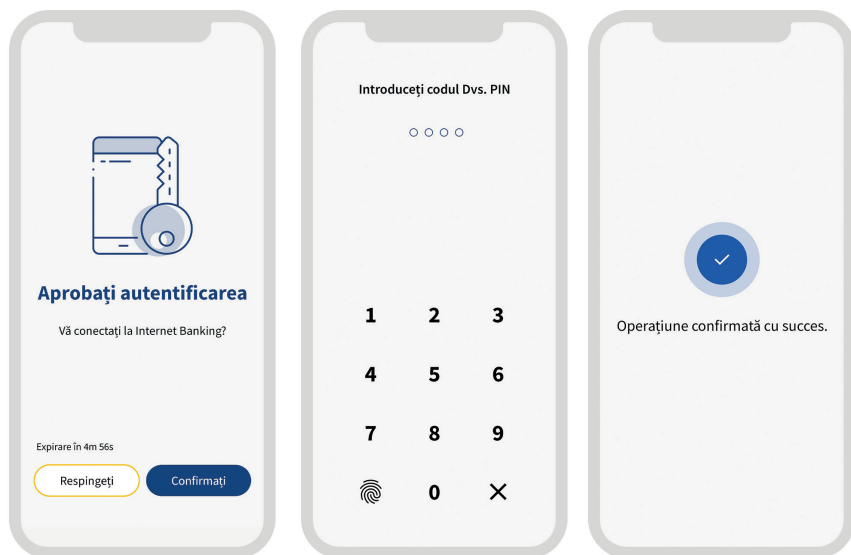 Aprobați autentificarea
Vă conectați la Internet Banking?
Expirare în 4m 56s
Respingeți
Confirmați
Introduceți codul Dvs. PIN
1 2 3
4 5 6
7 8 9
0
Operațiune confirmată cu succes.